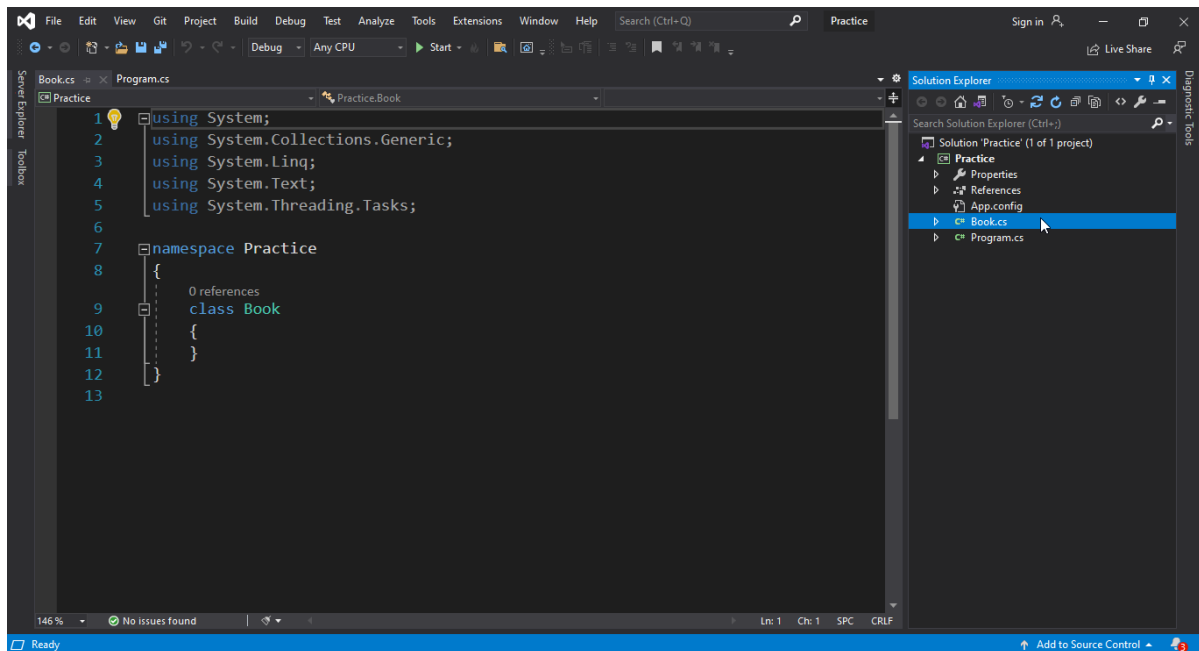 File Edit View Git Project Build Debug Test Analyze Tools Extensions Window Help Search (Ctrl+Q) Practice Sign in
Debug Any CPU Start Live Share
Server Explorer
Toolbox
Book.cs Program.cs
Practice Practice.Book
1 using System;
2 using System.Collections.Generic;
3 using System.Linq;
4 using System.Text;
5 using System.Threading.Tasks;
6
7 namespace Practice
8 {
0 references
9 class Book
10 {
11 }
12 }
13
146 % No issues found Ln: 1 Ch: 1 SPC CRLF
Solution Explorer
Search Solution Explorer (Ctrl+;)
Solution 'Practice' (1 of 1 project)
C# Practice
Properties
References
App.config
C# Book.cs
C# Program.cs
Diagnostic Tools
Ready Add to Source Control 3